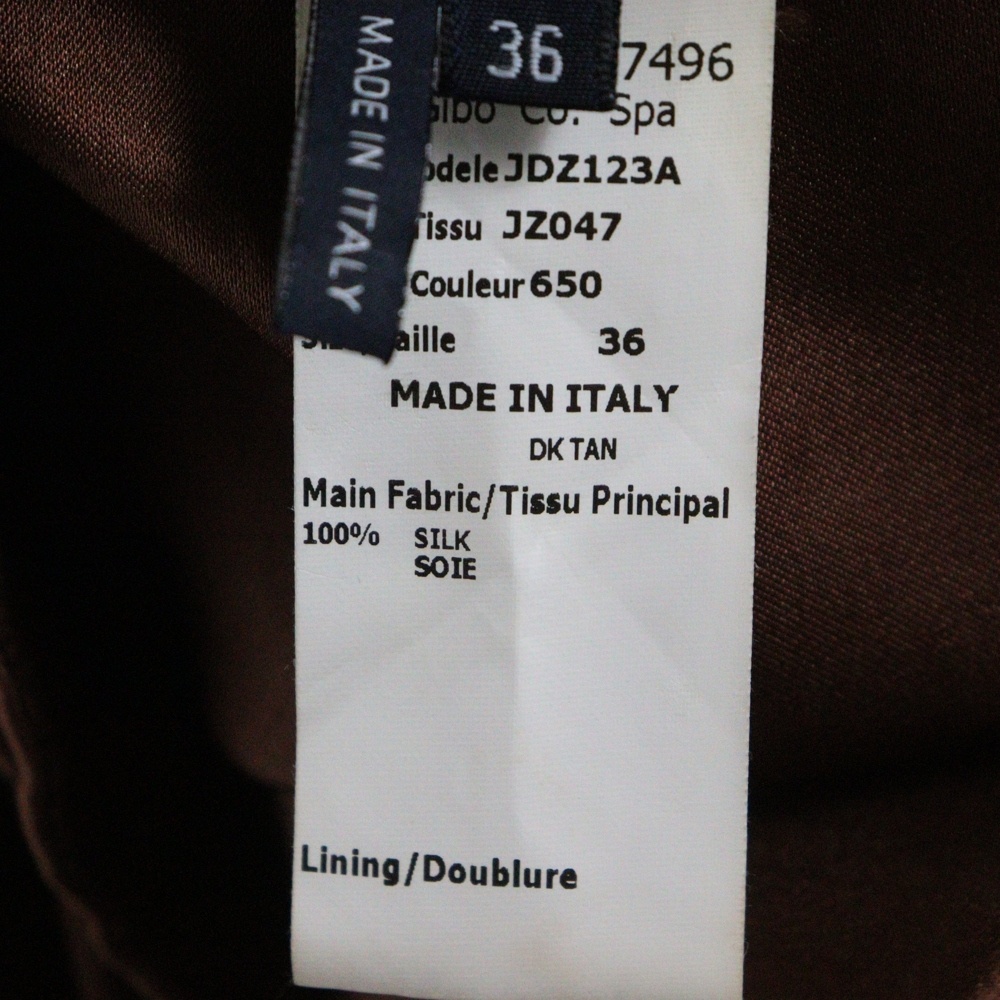 MADE IN ITALY
36
7496
Co. Spa
JDZ123A
Tissu JZ047
Couleur 650
36
MADE IN ITALY
DK TAN
Main Fabric/Tissu Principal
100% SILK
SOIE
Lining/Doublure